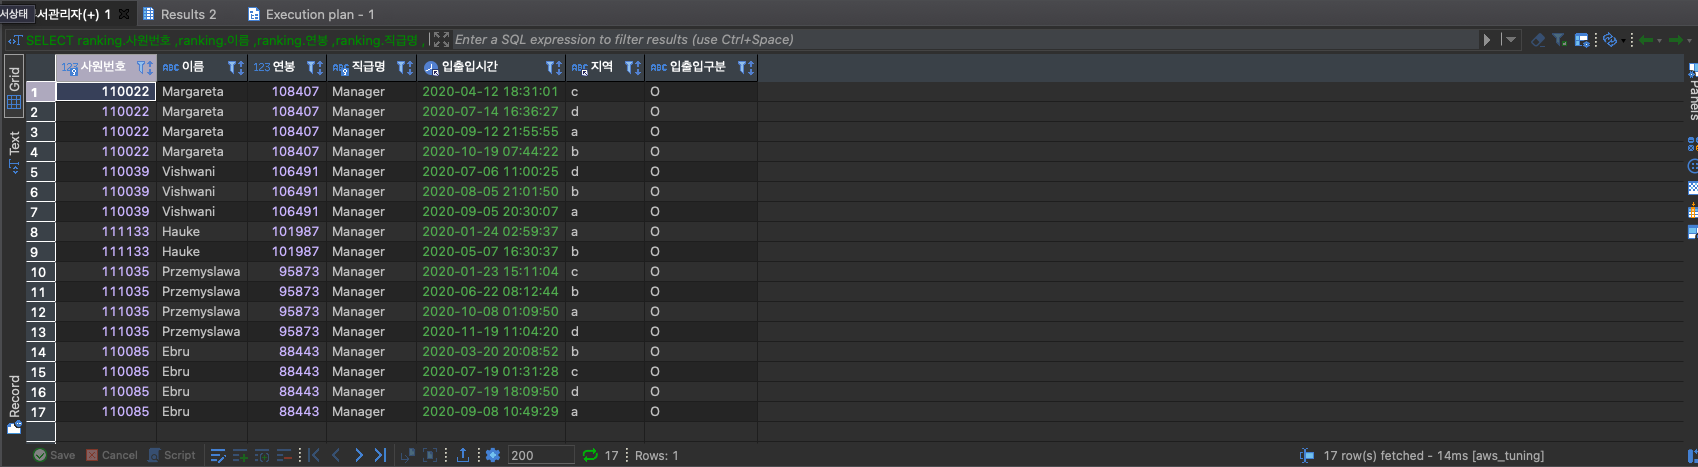 서상태 서관리자(+) 1 Results 2 Execution plan - 1
SELECT ranking.사원번호 ,ranking.이름 ,ranking.연봉 ,ranking.직급명 , Enter a SQL expression to filter results (use Ctrl+Space)
Grid
Text
Record
Panels
123 사원번호 ABC 이름 123 연봉 ABC 직급명 입출입시간 ABC 지역 ABC 입출입구분
1 110022 Margareta 108407 Manager 2020-04-12 18:31:01 c O
2 110022 Margareta 108407 Manager 2020-07-14 16:36:27 d O
3 110022 Margareta 108407 Manager 2020-09-12 21:55:55 a O
4 110022 Margareta 108407 Manager 2020-10-19 07:44:22 b O
5 110039 Vishwani 106491 Manager 2020-07-06 11:00:25 d O
6 110039 Vishwani 106491 Manager 2020-08-05 21:01:50 b O
7 110039 Vishwani 106491 Manager 2020-09-05 20:30:07 a O
8 111133 Hauke 101987 Manager 2020-01-24 02:59:37 a O
9 111133 Hauke 101987 Manager 2020-05-07 16:30:37 b O
10 111035 Przemyslawa 95873 Manager 2020-01-23 15:11:04 c O
11 111035 Przemyslawa 95873 Manager 2020-06-22 08:12:44 b O
12 111035 Przemyslawa 95873 Manager 2020-10-08 01:09:50 a O
13 111035 Przemyslawa 95873 Manager 2020-11-19 11:04:20 d O
14 110085 Ebru 88443 Manager 2020-03-20 20:08:52 b O
15 110085 Ebru 88443 Manager 2020-07-19 01:31:28 c O
16 110085 Ebru 88443 Manager 2020-07-19 18:09:50 d O
17 110085 Ebru 88443 Manager 2020-09-08 10:49:29 a O
Save Cancel Script 200 17 Rows: 1 17 row(s) fetched - 14ms [aws_tuning]